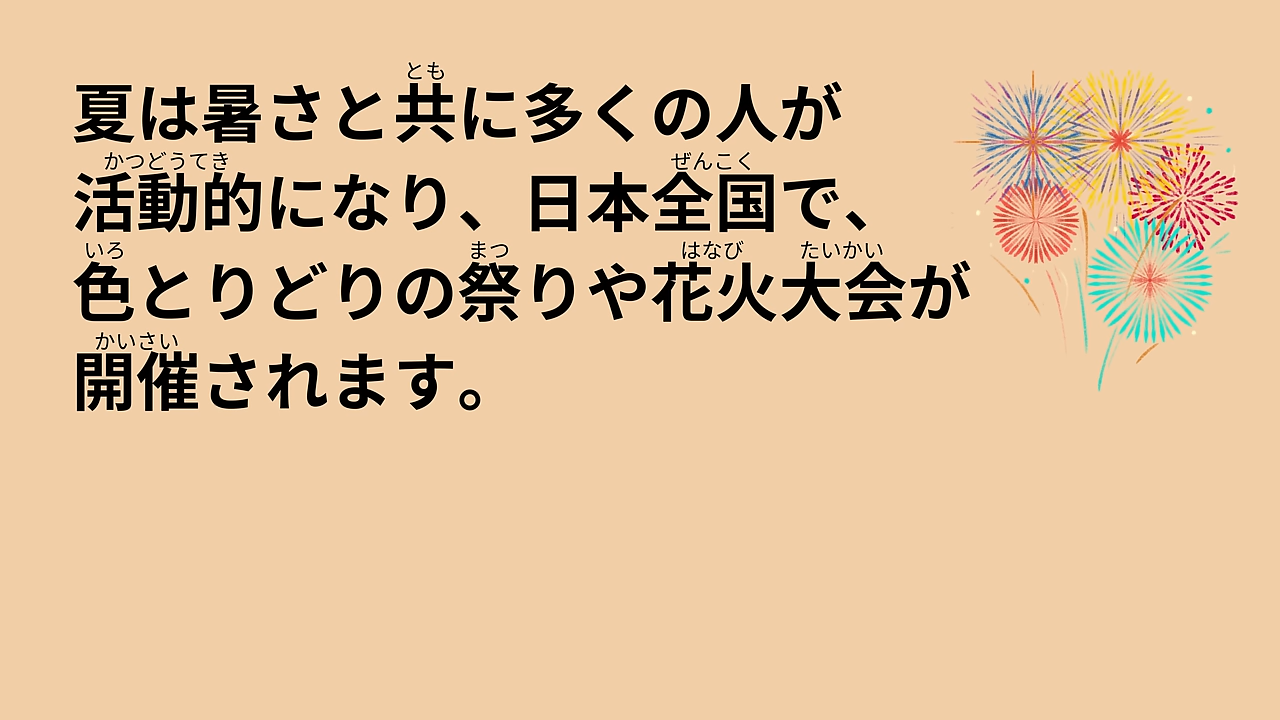 とも
夏は暑さと共に多くの人が
かつどうてき ぜんこく
活動的になり、日本全国で、
いろ まつ はなび たいかい
色とりどりの祭りや花火大会が
かいさい
開催されます。